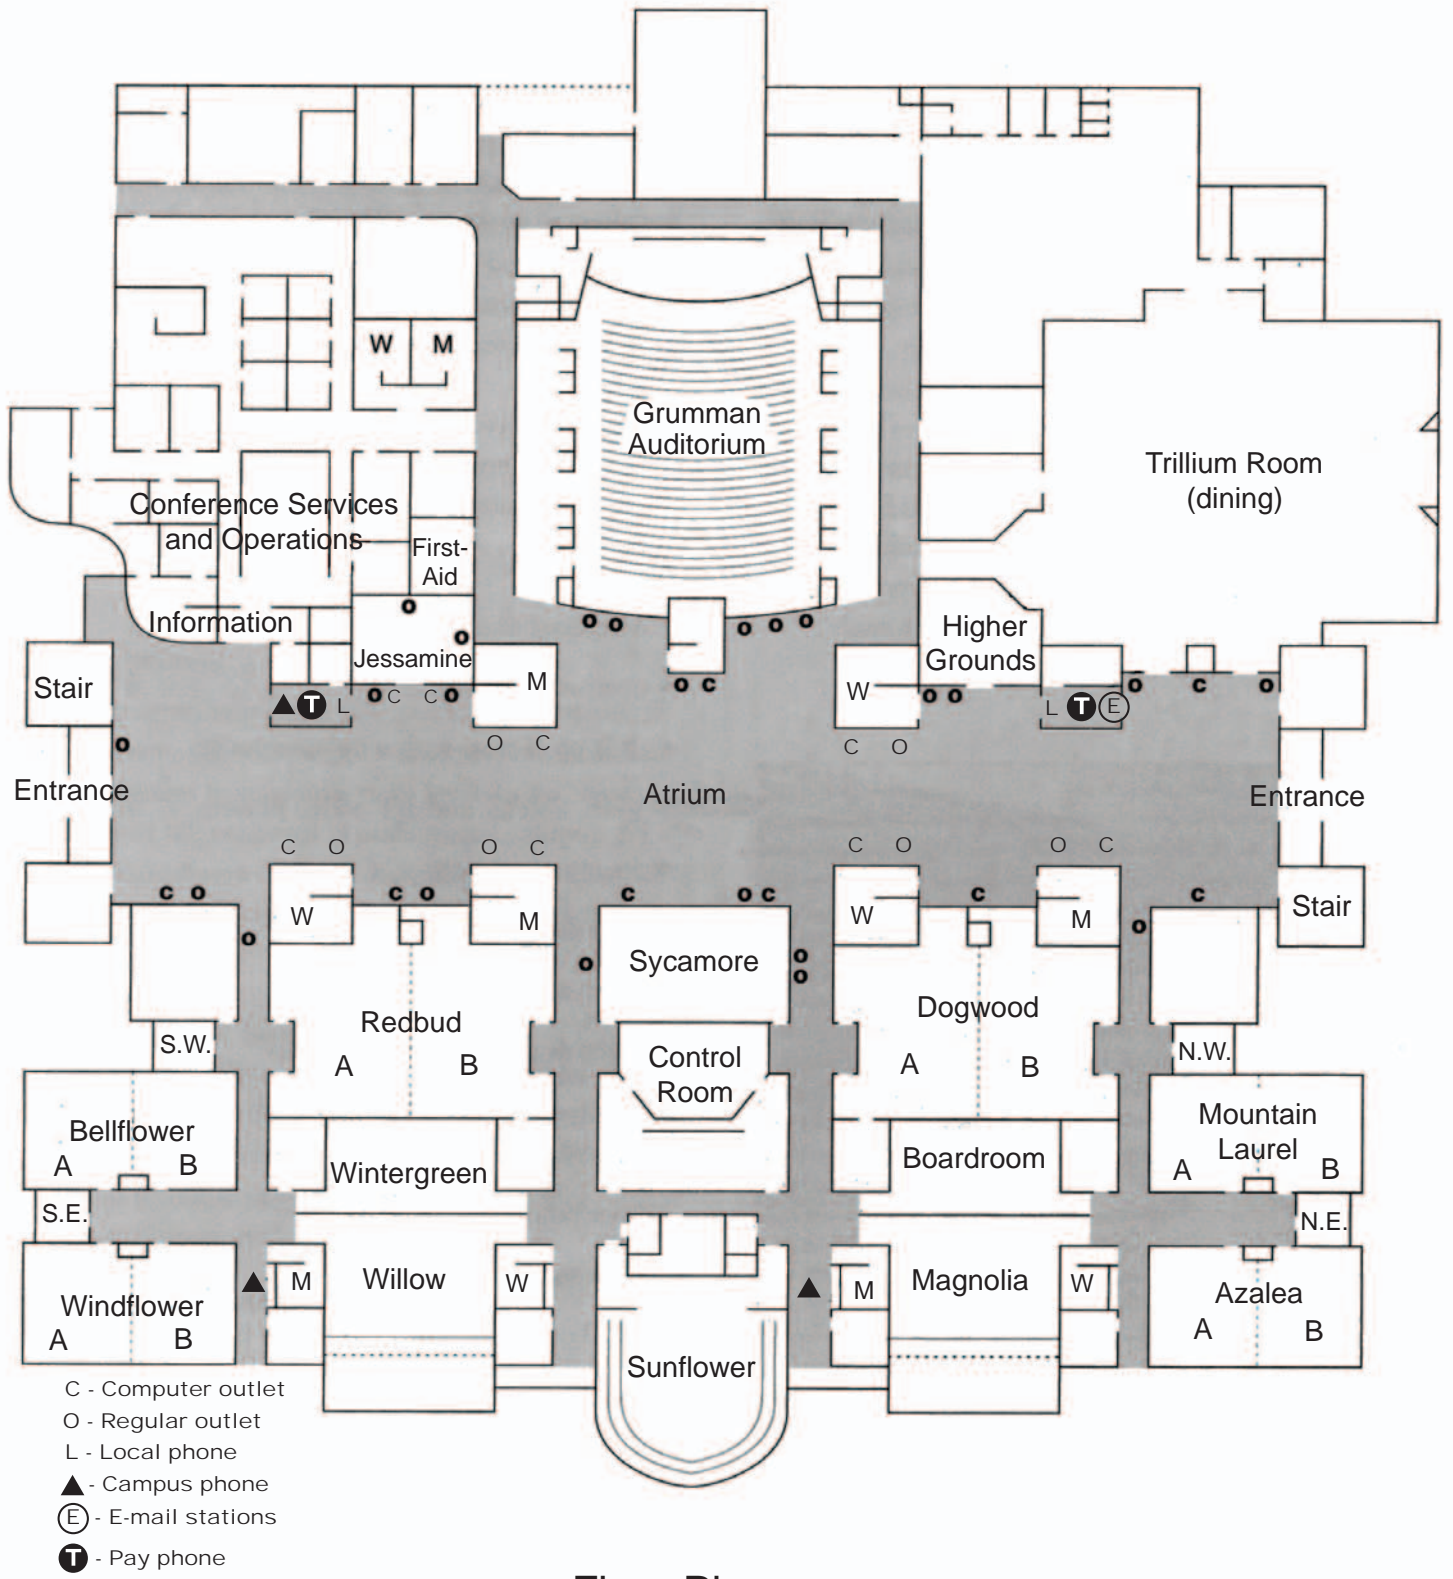 W M
Grumman
Auditorium
Trillium Room
(dining)
Conference Services
and Operations
First-
Aid
O
Information
O O
O O O
Higher
Grounds
O
Jessamine
Stair
M
W
T L
O C C O
O C
O O
L T E
O C O
O
O C
C O
Entrance
Atrium
Entrance
C O
O C
C O
O C
C O
C O
C
O C
C
C
W
M
W
M
Stair
O
O
O
O
O
Sycamore
Redbud
Dogwood
S.W.
A B
Control
Room
A B
N.W.
Bellflower
A B
Wintergreen
Boardroom
Mountain
Laurel
A B
S.E.
N.E.
M
Willow
W
M
Magnolia
W
Azalea
A B
Windflower
A B
Sunflower
C - Computer outlet
O - Regular outlet
L - Local phone
- Campus phone
E - E-mail stations
T - Pay phone